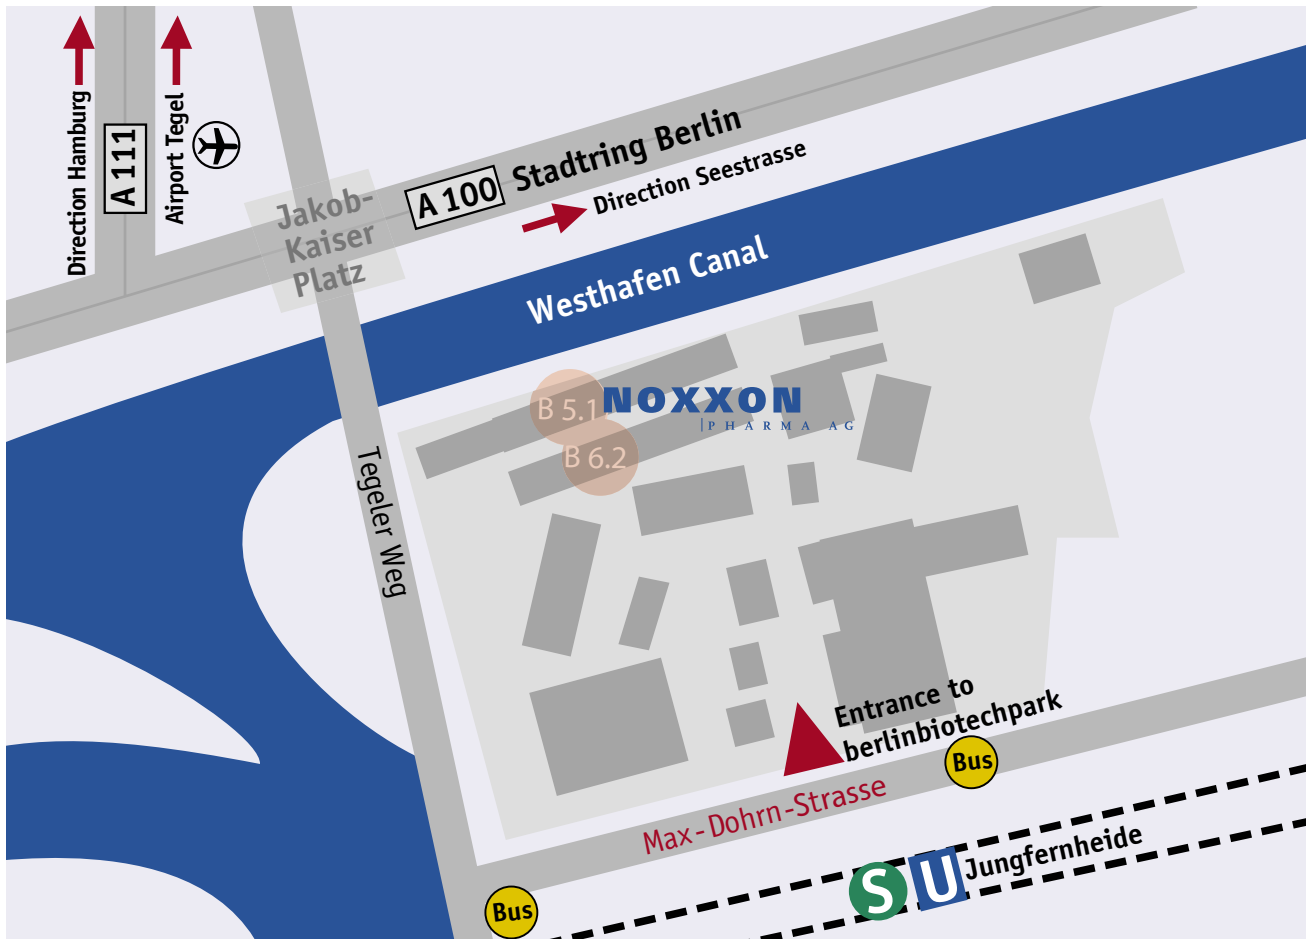 Direction Hamburg
A 111
Airport Tegel
Jakob-
Kaiser
Platz
A 100
Stadtring Berlin
Direction Seestrasse
Westhafen Canal
B 5.1
NOXXON
PHARMA AG
B 6.2
Tegeler Weg
Entrance to
berlinbiotechpark
Bus
Max-Dohrn-Strasse
Jungfernheide
S
U
Bus